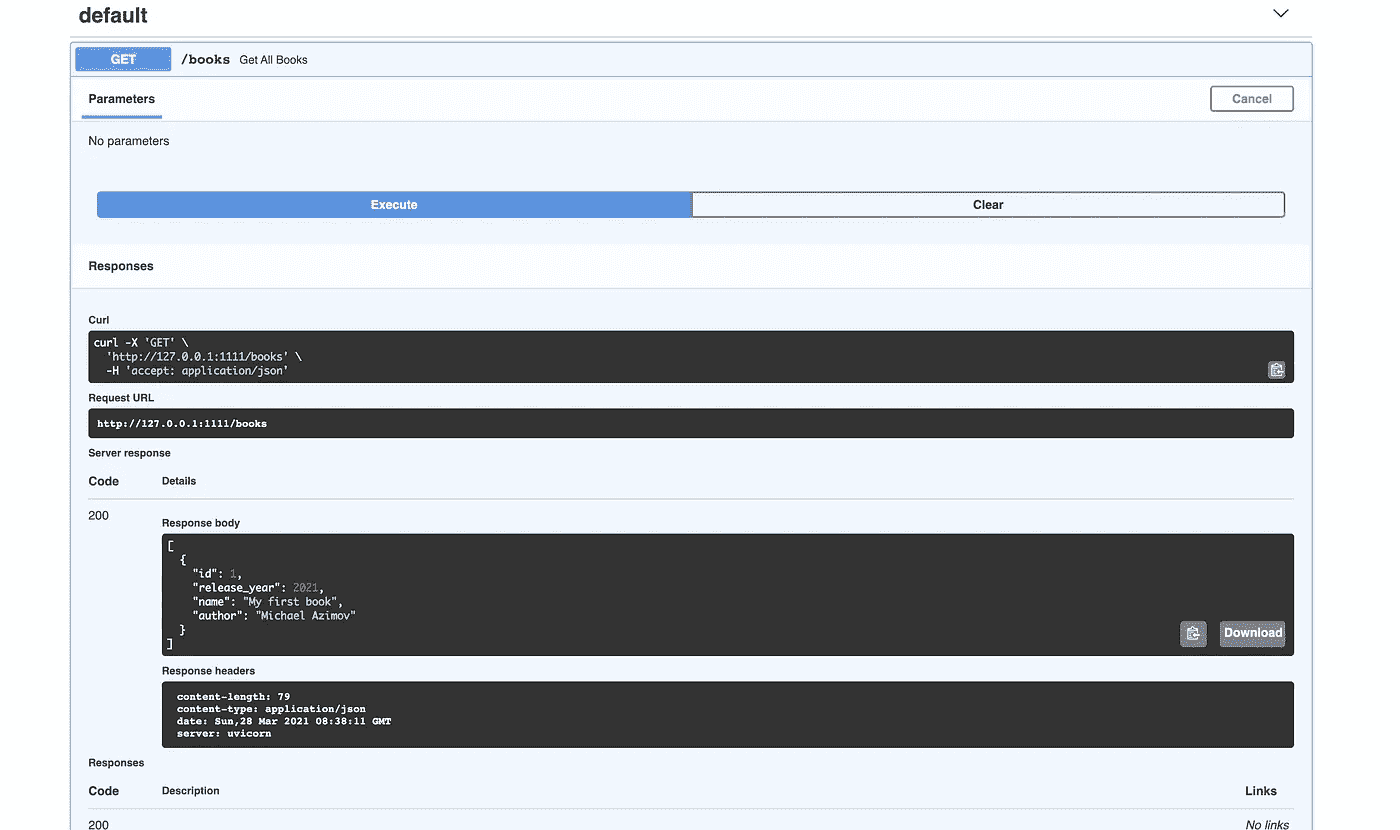 default
GET /books Get All Books
Parameters Cancel
No parameters
Execute Clear
Responses
Curl
curl -X 'GET' \
'http://127.0.0.1:1111/books' \
-H 'accept: application/json'
Request URL
http://127.0.0.1:1111/books
Server response
Code Details
200
Response body
[
{
"id": 1,
"release_year": 2021,
"name": "My first book",
"author": "Michael Azimov"
}
]
Download
Response headers
content-length: 79
content-type: application/json
date: Sun,28 Mar 2021 08:38:11 GMT
server: uvicorn
Responses
Code Description Links
200 No links